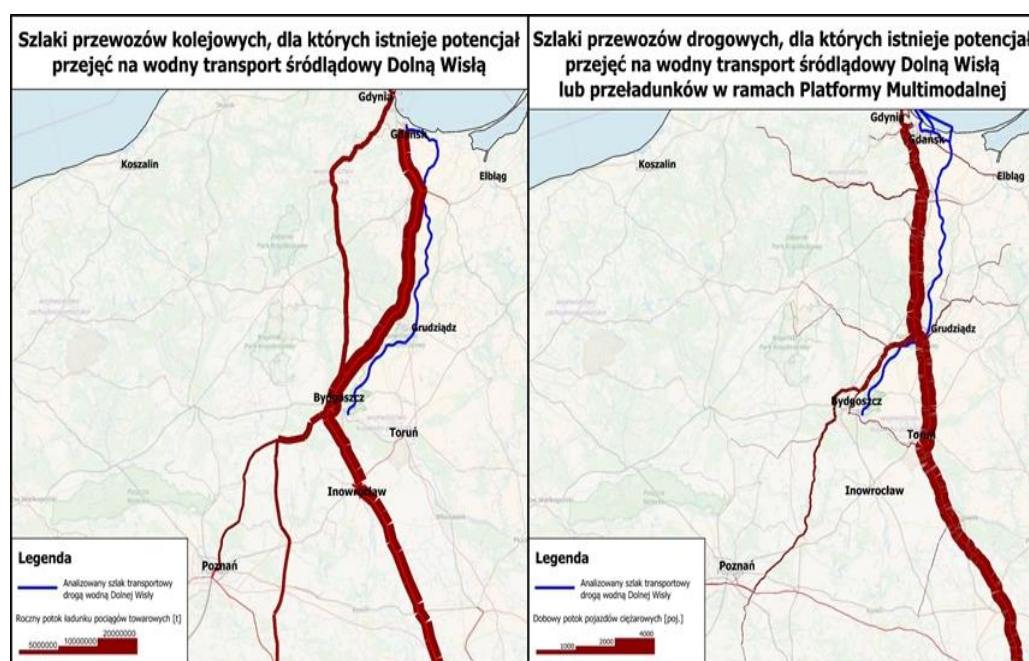 Szlaki przewozów kolejowych, dla których istnieje potencjał
przejęć na wodny transport śródlądowy Dolną Wisłą
Gdynia
Gdańsk
Koszalin
Elbląg
Grudziądz
Bydgoszcz
Toruń
Inowrocław
Poznań
Legenda
Analizowany szlak transportowy
drogą wodną Dolnej Wisły
Roczny potok ładunku pociągów towarowych [t]
5000000 10000000 20000000
Szlaki przewozów drogowych, dla których istnieje potencjał
przejęć na wodny transport śródlądowy Dolną Wisłą
lub przeładunków w ramach Platformy Multimodalnej
Gdynia
Gdańsk
Koszalin
Elbląg
Grudziądz
Bydgoszcz
Toruń
Inowrocław
Poznań
Legenda
Analizowany szlak transportowy
drogą wodną Dolnej Wisły
Dobowy potok pojazdów ciężarowych [poj.]
1000 2000 4000